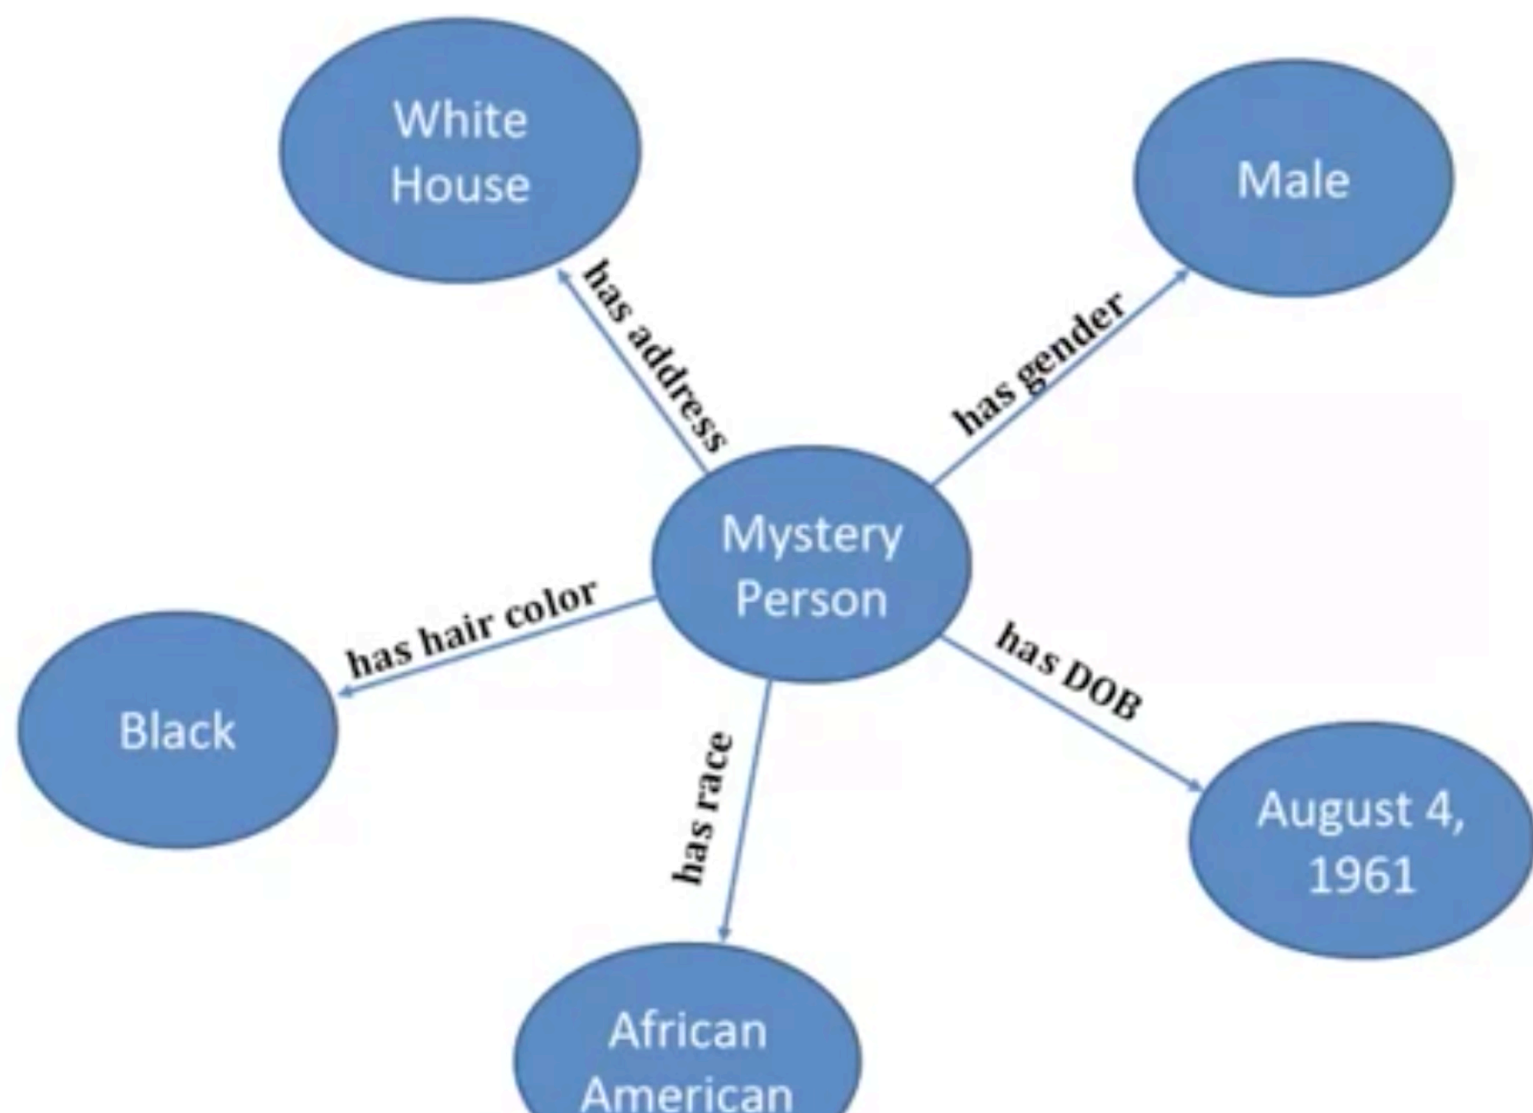 White
House
Male
has address
has gender
Mystery
Person
has hair color
has DOB
Black
has race
August 4,
1961
African
American